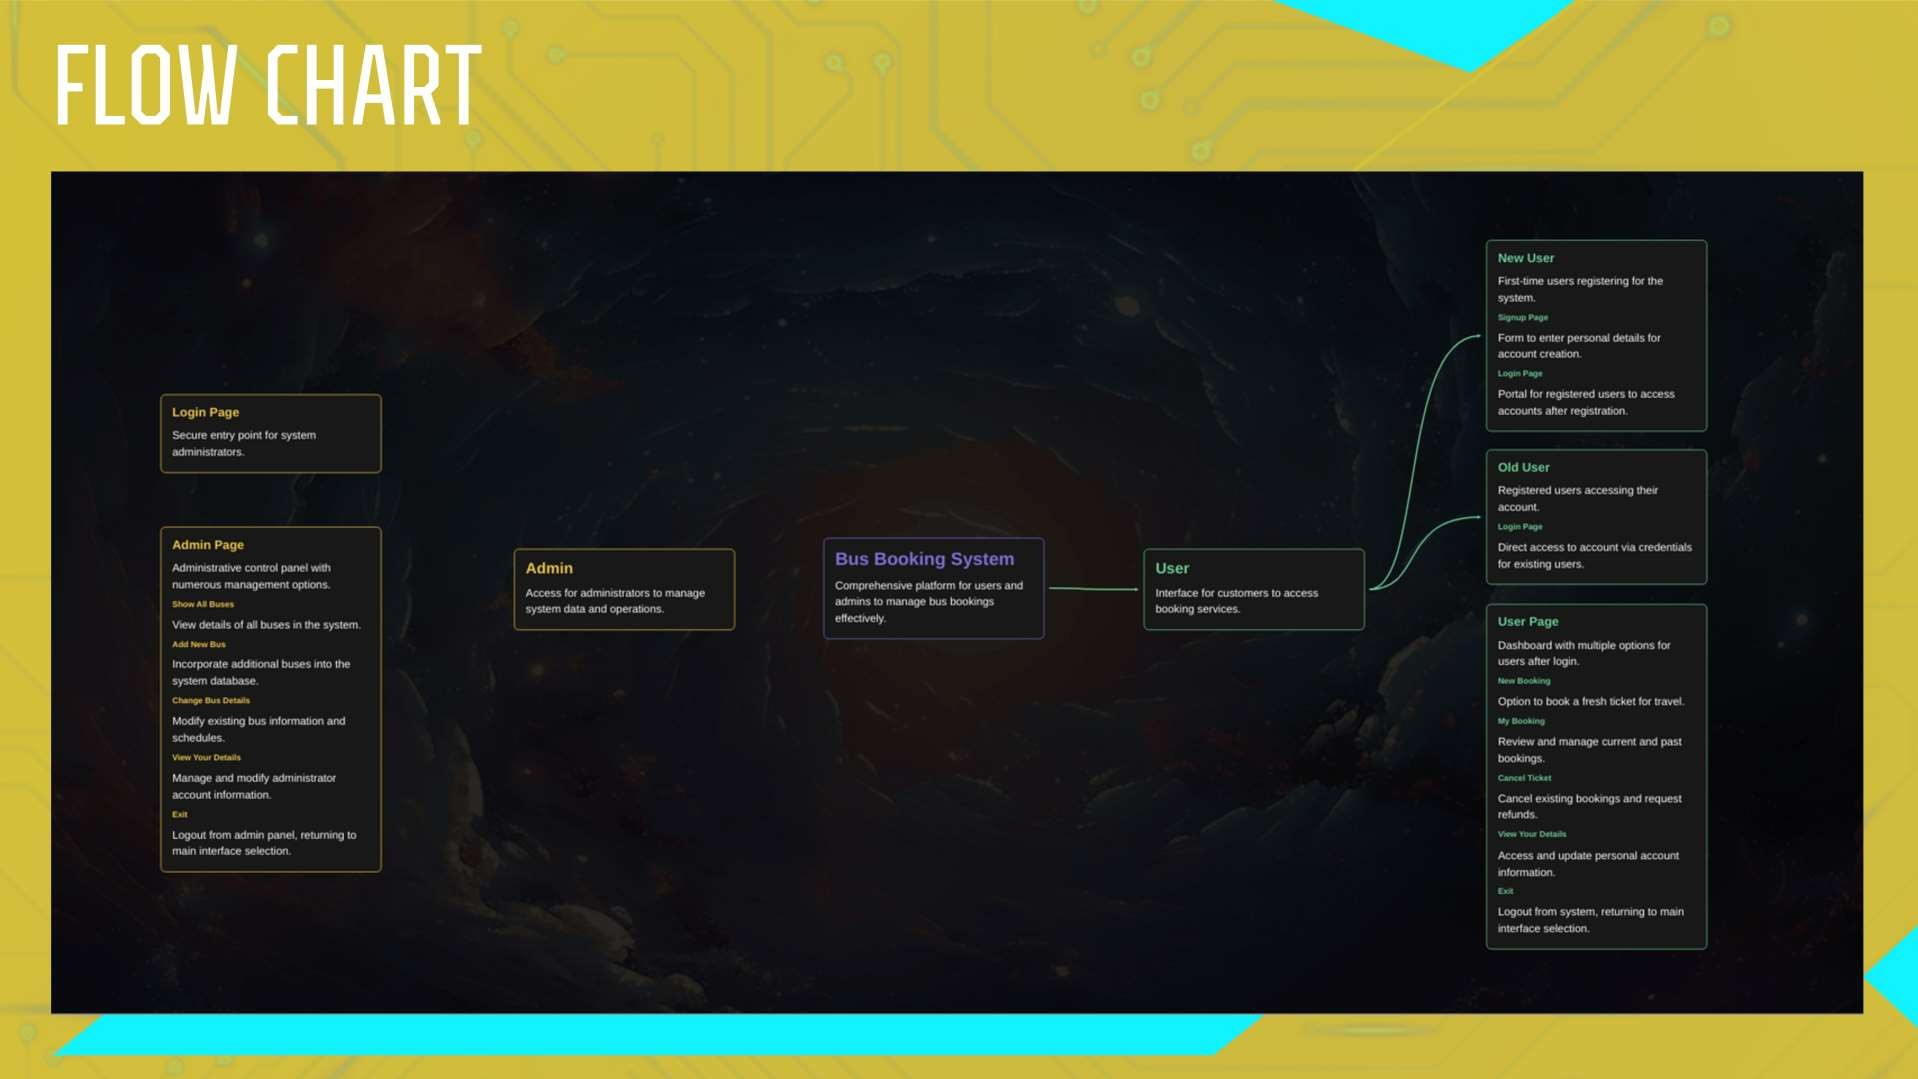 FLOW CHART
Login Page
Secure entry point for system
administrators.
Admin Page
Administrative control panel with
numerous management options.
Show All Buses
View details of all buses in the system.
Add New Bus
Incorporate additional buses into the
system database.
Change Bus Details
Modify existing bus information and
schedules.
View Your Details
Manage and modify administrator
account information.
Exit
Logout from admin panel, returning to
main interface selection.
Admin
Access for administrators to manage
system data and operations.
Bus Booking System
Comprehensive platform for users and
admins to manage bus bookings
effectively.
User
Interface for customers to access
booking services.
New User
First-time users registering for the
system.
Signup Page
Form to enter personal details for
account creation.
Login Page
Portal for registered users to access
accounts after registration.
Old User
Registered users accessing their
account.
Login Page
Direct access to account via credentials
for existing users.
User Page
Dashboard with multiple options for
users after login.
New Booking
Option to book a fresh ticket for travel.
My Booking
Review and manage current and past
bookings.
Cancel Ticket
Cancel existing bookings and request
refunds.
View Your Details
Access and update personal account
information.
Exit
Logout from system, returning to main
interface selection.